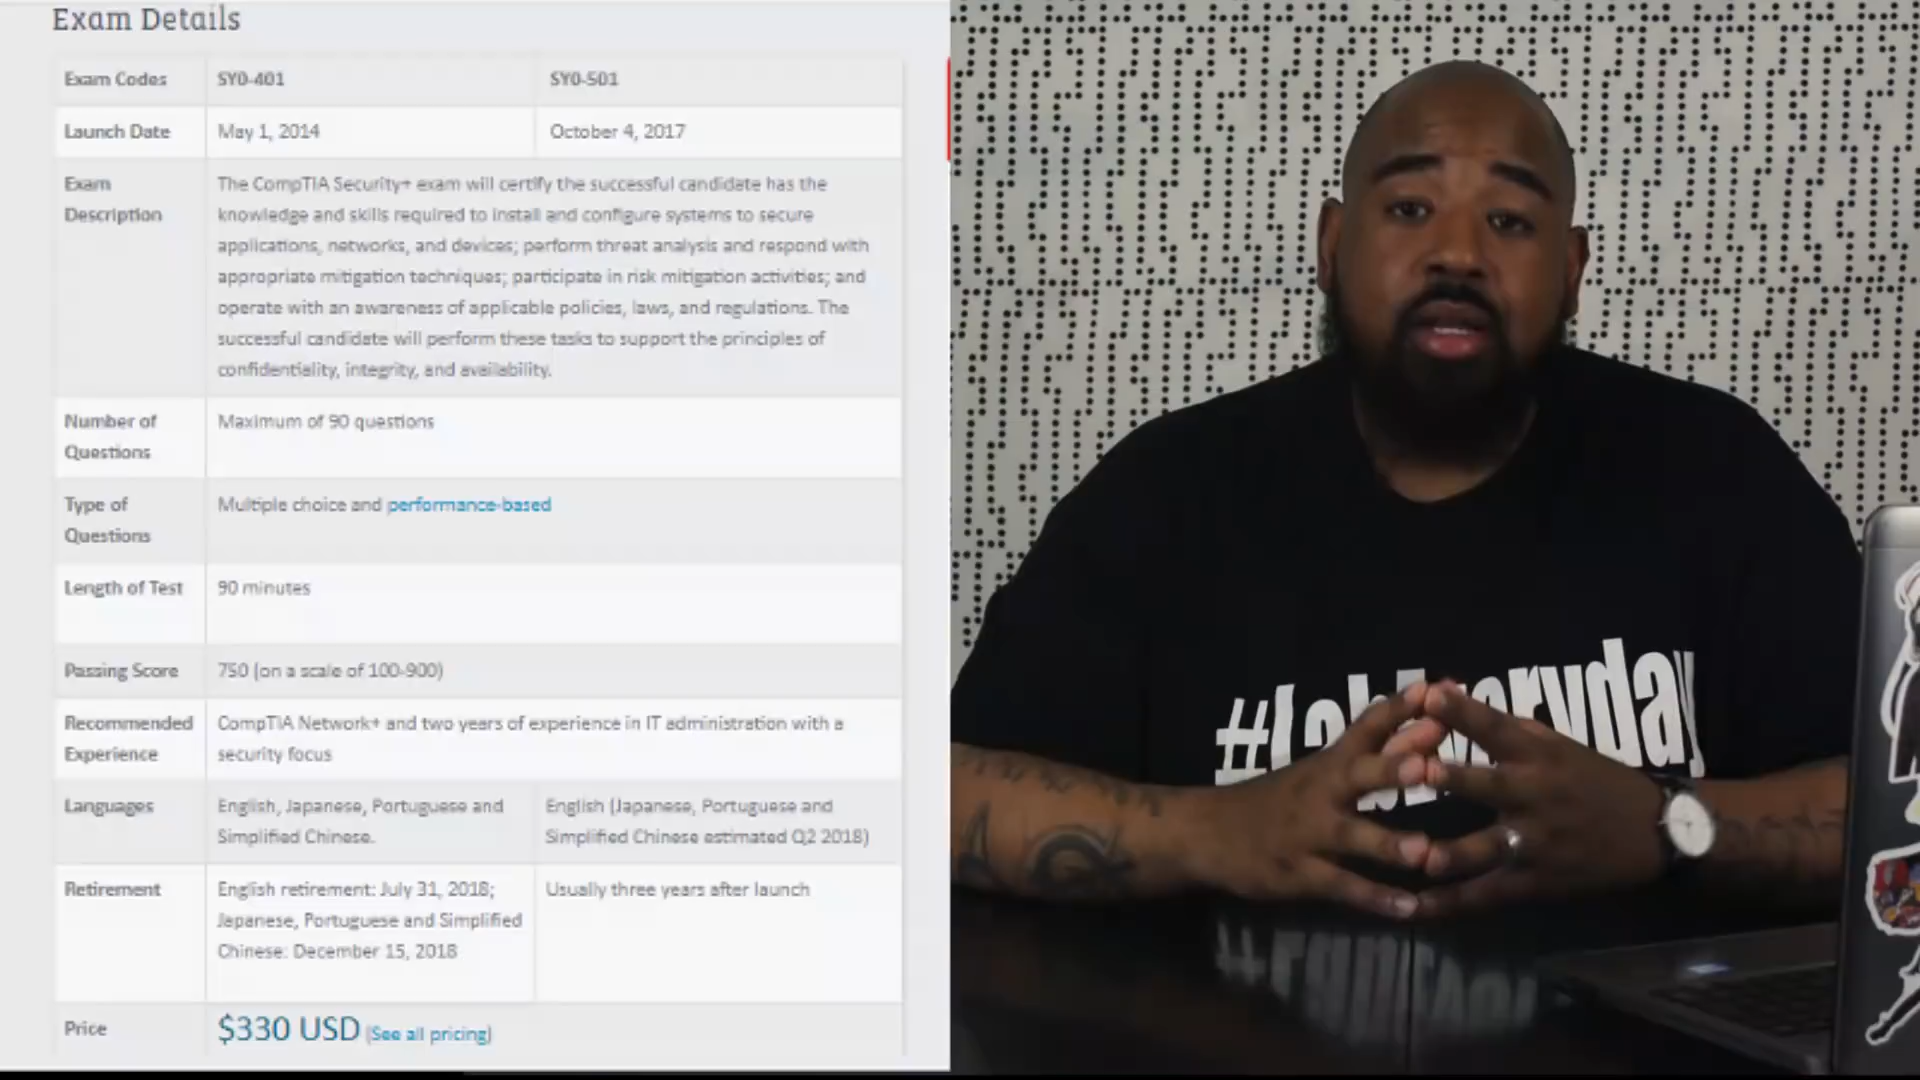 Exam Details
Exam Codes SY0-401 SY0-501
Launch Date May 1, 2014 October 4, 2017
Exam Description
The CompTIA Security+ exam will certify the successful candidate has the
knowledge and skills required to install and configure systems to secure
applications, networks, and devices; perform threat analysis and respond with
appropriate mitigation techniques; participate in risk mitigation activities; and
operate with an awareness of applicable policies, laws, and regulations. The
successful candidate will perform these tasks to support the principles of
confidentiality, integrity, and availability.
Number of
Questions
Maximum of 90 questions
Type of
Questions
Multiple choice and performance-based
Length of Test 90 minutes
Passing Score 750 (on a scale of 100-900)
Recommended
Experience
CompTIA Network+ and two years of experience in IT administration with a
security focus
Languages
English, Japanese, Portuguese and
Simplified Chinese.
English (Japanese, Portuguese and
Simplified Chinese estimated Q2 2018)
Retirement
English retirement: July 31, 2018;
Japanese, Portuguese and Simplified
Chinese: December 15, 2018
Usually three years after launch
Price $330 USD (See all pricing)